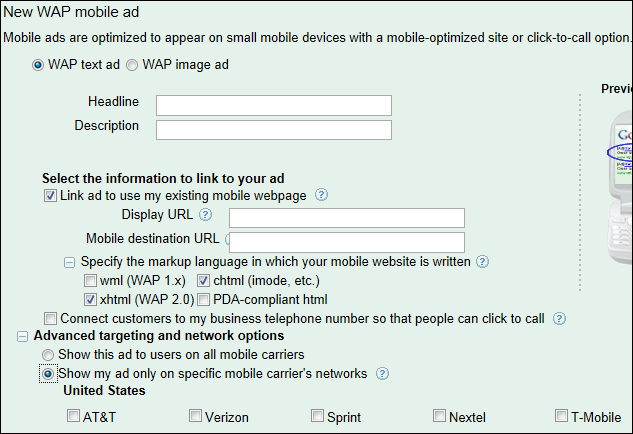 New WAP mobile ad
Mobile ads are optimized to appear on small mobile devices with a mobile-optimized site or click-to-call option.
WAP text ad WAP image ad
Previ
Headline
Description
Select the information to link to your ad
Link ad to use my existing mobile webpage ?
Display URL ?
Mobile destination URL
Specify the markup language in which your mobile website is written ?
wml (WAP 1.x) chtml (imode, etc.)
xhtml (WAP 2.0) PDA-compliant html
Connect customers to my business telephone number so that people can click to call ?
Advanced targeting and network options
Show this ad to users on all mobile carriers
Show my ad only on specific mobile carrier's networks ?
United States
AT&T Verizon Sprint Nextel T-Mobile